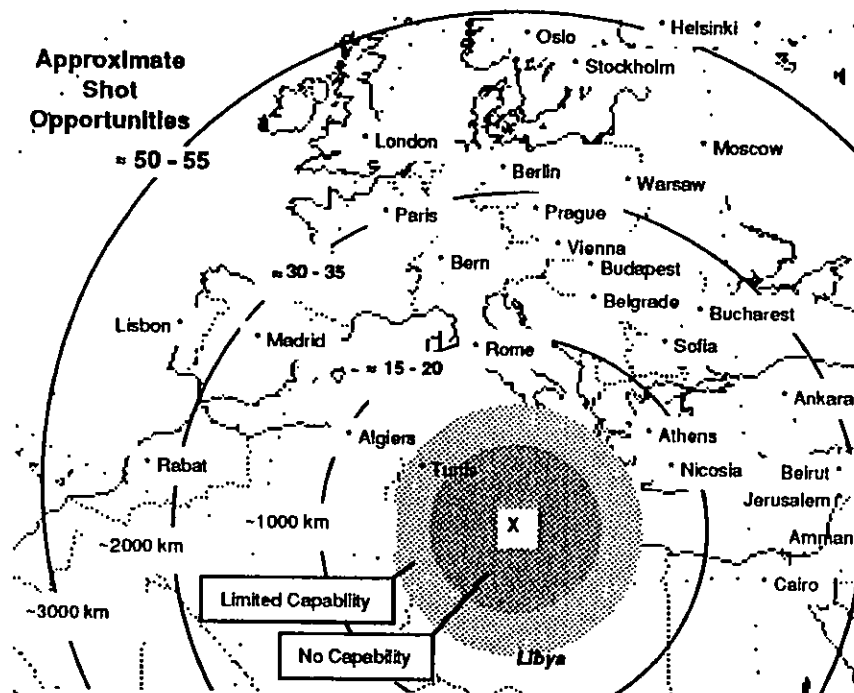 Approximate
Shot
Opportunities
≈ 50 - 55
Oslo
Helsinki
Stockholm
London
Moscow
Berlin
Warsaw
Paris
Prague
Vienna
≈ 30 - 35
Bern
Budapest
Belgrade
Bucharest
Lisbon
Madrid
Rome
Sofia
≈ 15 - 20
Ankara
Algiers
Athens
Rabat
Tunis
Nicosia
Beirut
Jerusalem
~1000 km
X
~2000 km
Amman
Limited Capability
Cairo
~3000 km
No Capability
Libya